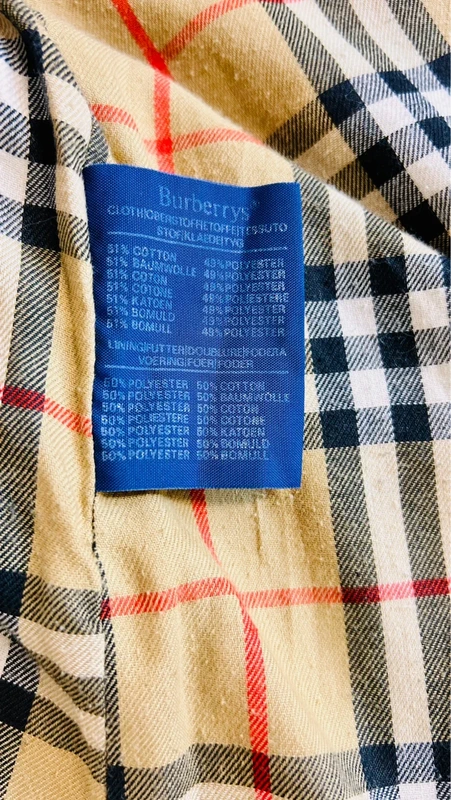 Burberrys®
CLOTH|OBERSTOFF|ETOFFE|TESSUTO
STOF|KLAEDE|TYG
51% COTTON 49% POLYESTER
51% BAUMWOLLE 49% POLYESTER
51% COTON 49% POLYESTER
51% COTONE 49% POLIESTERE
51% KATOEN 49% POLYESTER
51% BOMULD 49% POLYESTER
51% BOMULL 49% POLYESTER
LINING|FUTTER|DOUBLURE|FODERA
VOERING|FOER|FODER
50% POLYESTER 50% COTTON
50% POLYESTER 50% BAUMWOLLE
50% POLYESTER 50% COTON
50% POLIESTERE 50% COTONE
50% POLYESTER 50% KATOEN
50% POLYESTER 50% BOMULD
50% POLYESTER 50% BOMULL